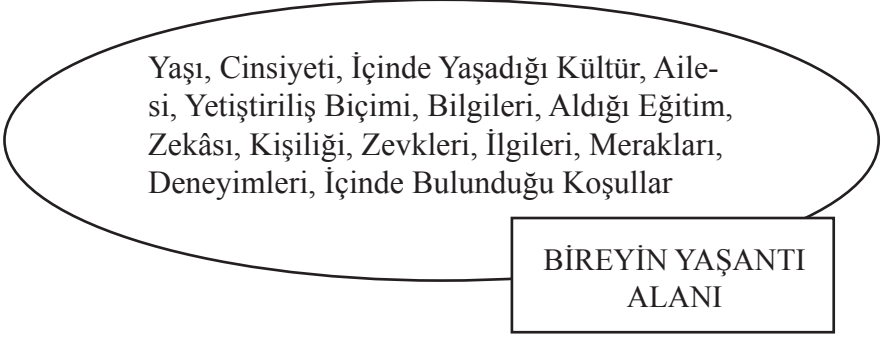 Yaşı, Cinsiyeti, İçinde Yaşadığı Kültür, Aile-
si, Yetiştiriliş Biçimi, Bilgileri, Aldığı Eğitim,
Zekâsı, Kişiliği, Zevkleri, İlgileri, Merakları,
Deneyimleri, İçinde Bulunduğu Koşullar
BİREYİN YAŞANTI
ALANI